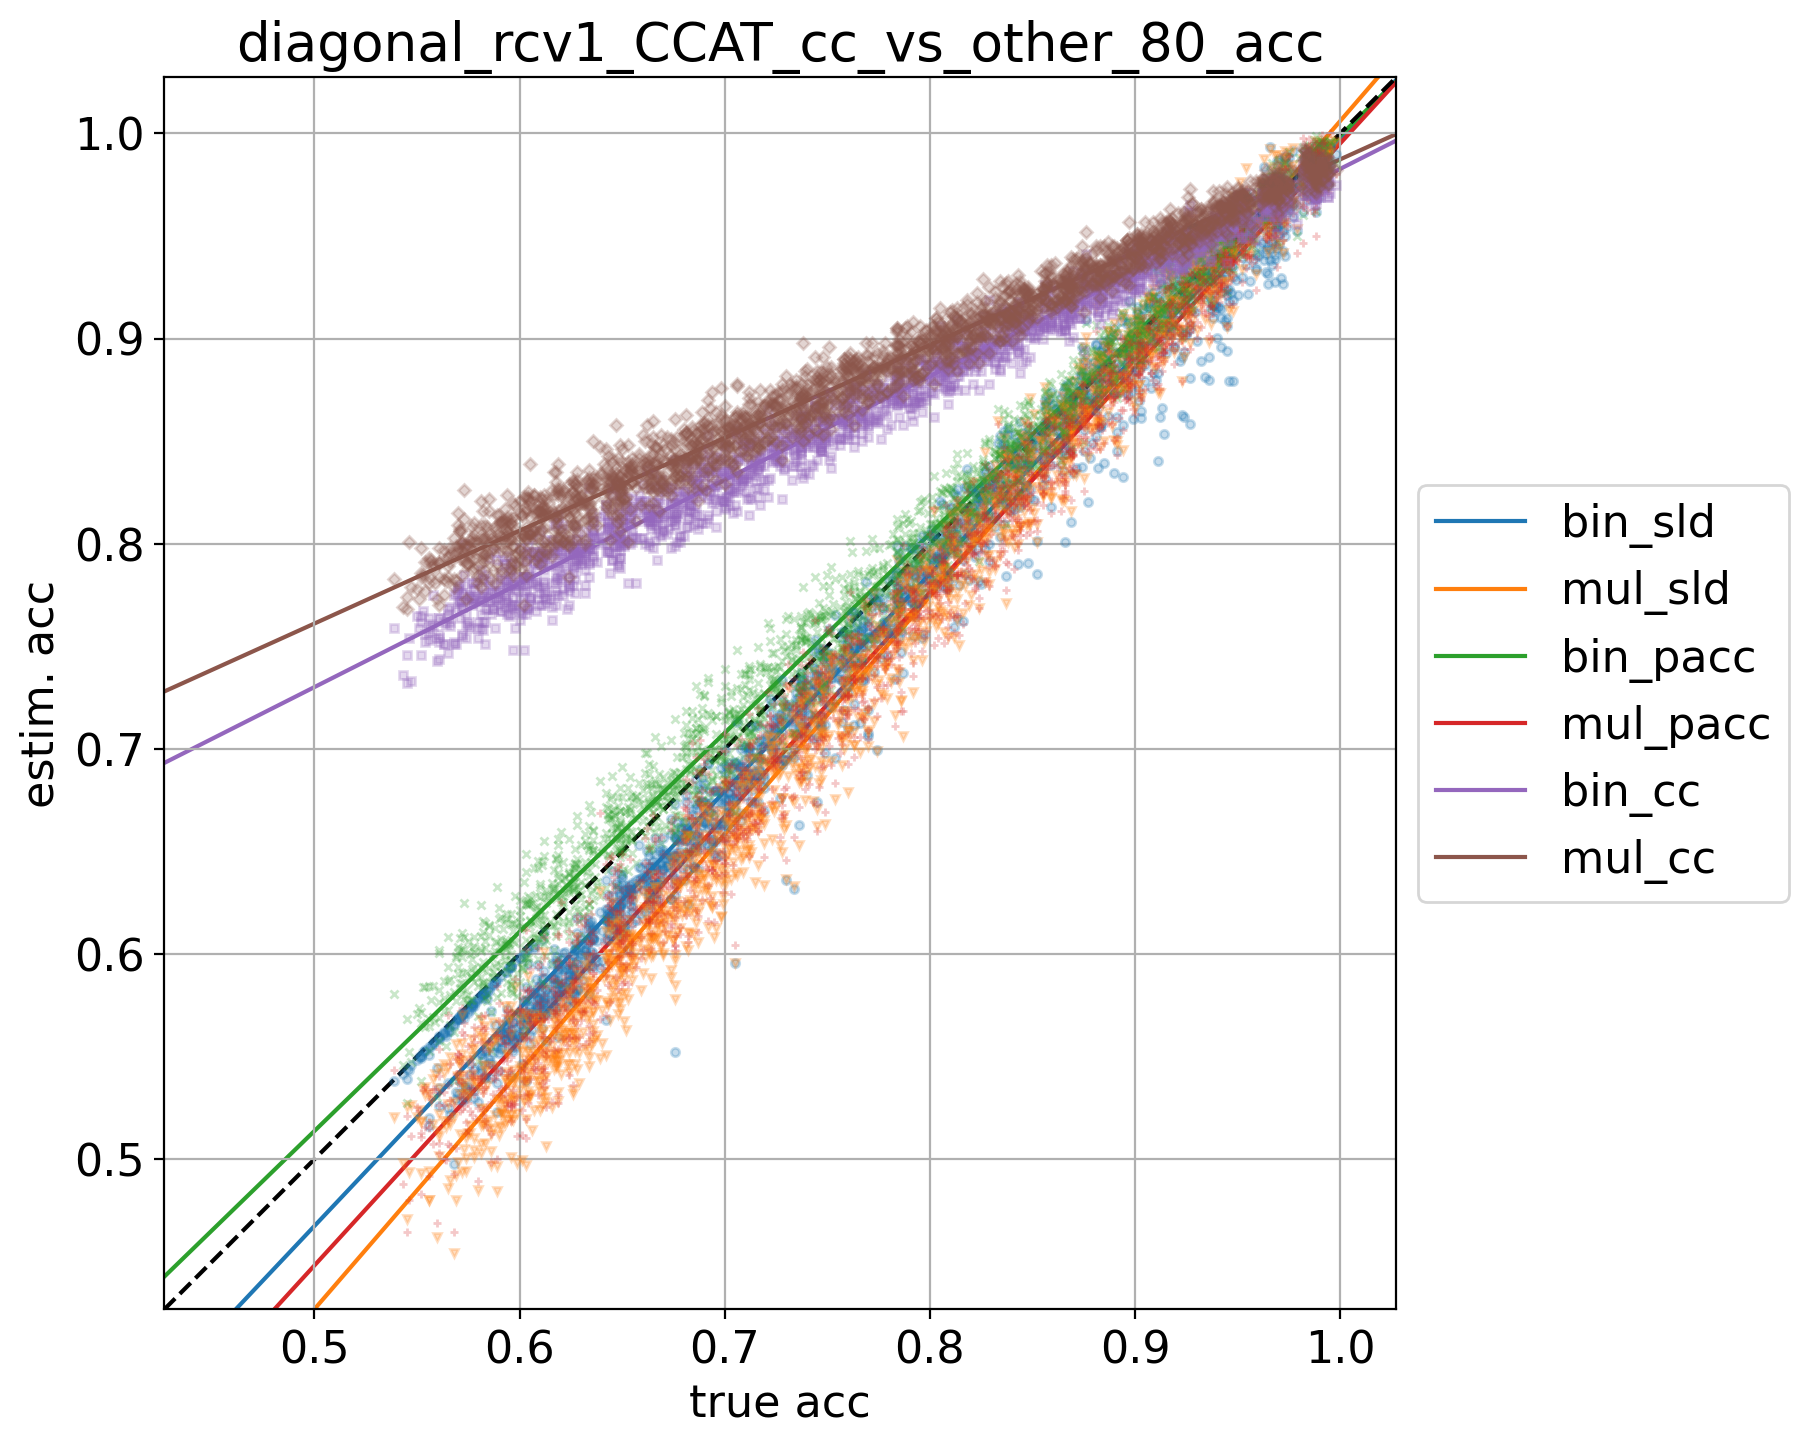 diagonal_rcv1_CCAT_cc_vs_other_80_acc
1.0
0.9
0.8
0.7
0.6
0.5
estim. acc
0.5 0.6 0.7 0.8 0.9 1.0
true acc
bin_sld
mul_sld
bin_pacc
mul_pacc
bin_cc
mul_cc